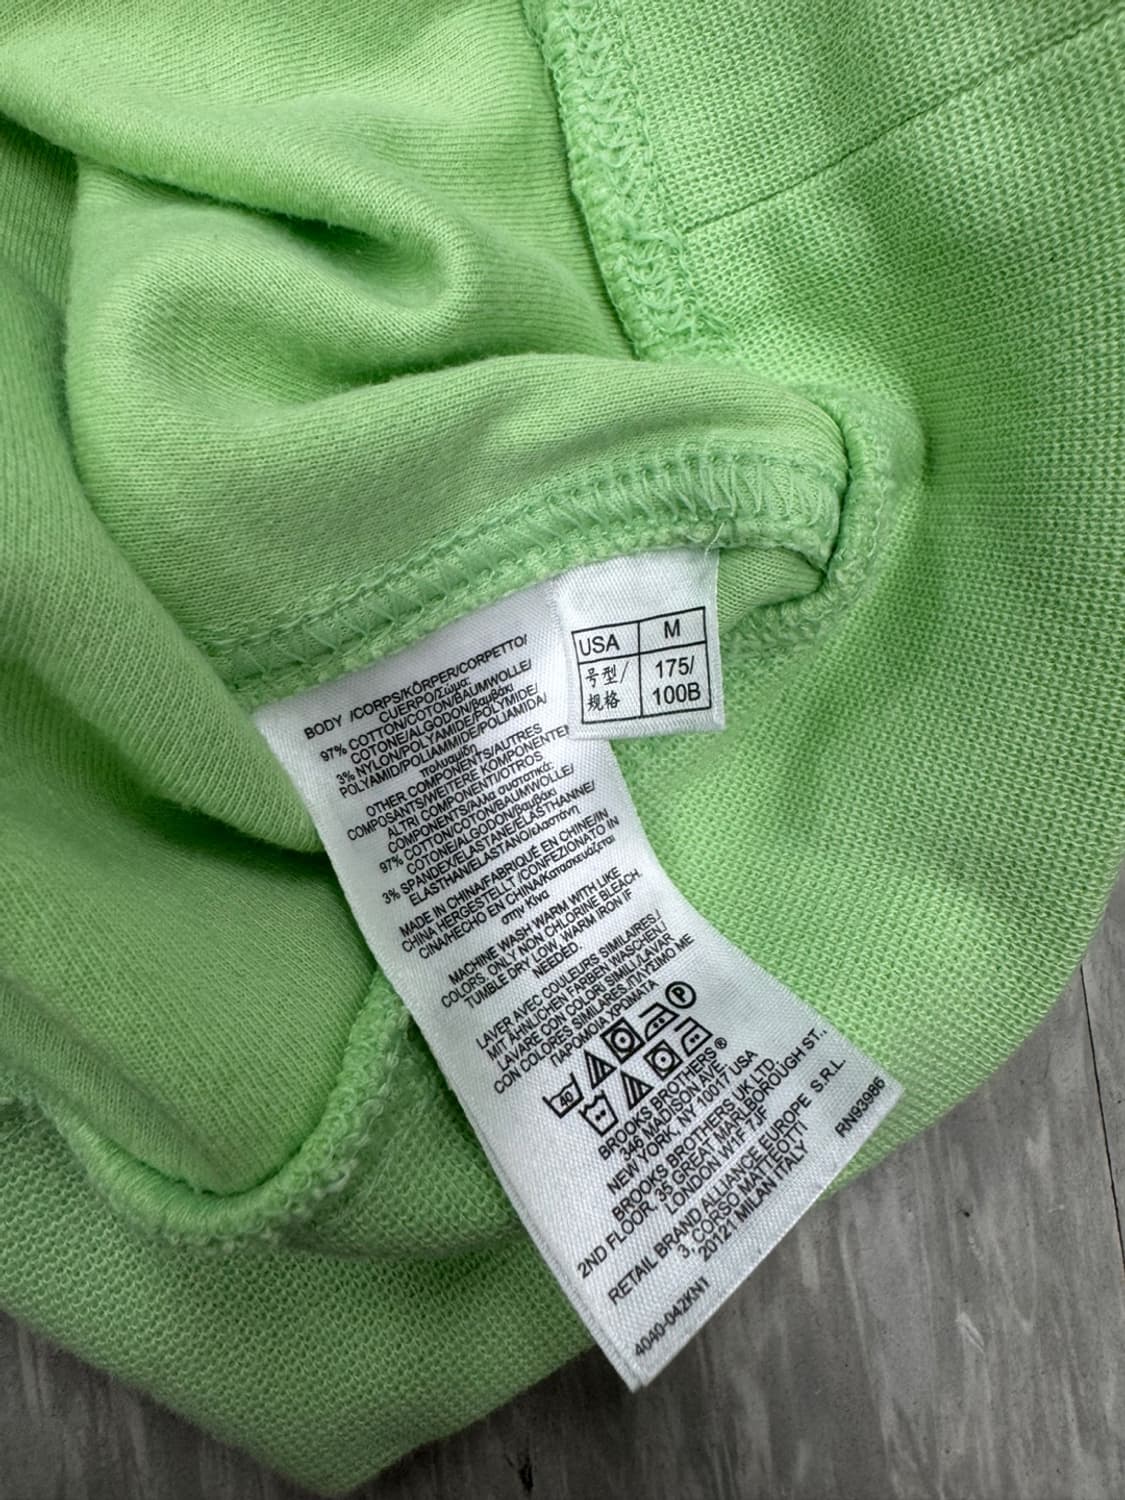 USA M
号型/ 175/
规格 100B
BODY /CORPS/KÖRPER/CORPETTO/
CUERPO/Σώμα:
97% COTTON/COTON/BAUMWOLLE/
COTONE/ALGODON/Βαμβάκι
3% NYLON/POLYAMIDE/POLYMIDE/
POLYAMID/POLIAMMIDE/POLIAMIDA/
πολυαμίδη
OTHER COMPONENTS/AUTRES
COMPOSANTS/WEITERE KOMPONENTEN
ALTRI COMPONENTI/OTROS
COMPONENTES/Αλλα συστατικά:
97% COTTON/COTON/BAUMWOLLE/
COTONE/ALGODON/Βαμβάκι
3% SPANDEX/ELASTANE/ELASTHANNE/
ELASTHAN/ELASTANO/ελαστάνη
MADE IN CHINA/FABRIQUÉ EN CHINE/IN
CHINA HERGESTELLT /CONFEZIONATO IN
CINA/HECHO EN CHINA/Κατασκευάζεται
στην Κίνα
MACHINE WASH WARM WITH LIKE
COLORS, ONLY NON CHLORINE BLEACH.
TUMBLE DRY LOW, WARM IRON IF
NEEDED.
LAVER AVEC COULEURS SIMILAIRES./
MIT ÄHNLICHEN FARBEN WASCHEN./
LAVARE CON COLORI SIMILI./LAVAR
CON COLORES SIMILARES./ΠΛΥΣΙΜΟ ΜΕ
ΠΑΡΟΜΟΙΑ ΧΡΩΜΑΤΑ
40 P
BROOKS BROTHERS ®
346 MADISON AVE
NEW YORK, NY 10017 USA
BROOKS BROTHERS UK LTD.
2ND FLOOR, 35 GREAT MARLBOROUGH ST.,
LONDON W1F 7JF
RETAIL BRAND ALLIANCE EUROPE S.R.L.
3, CORSO MATTEOTTI
20121 MILAN ITALY
4040-042KN1 RN93986